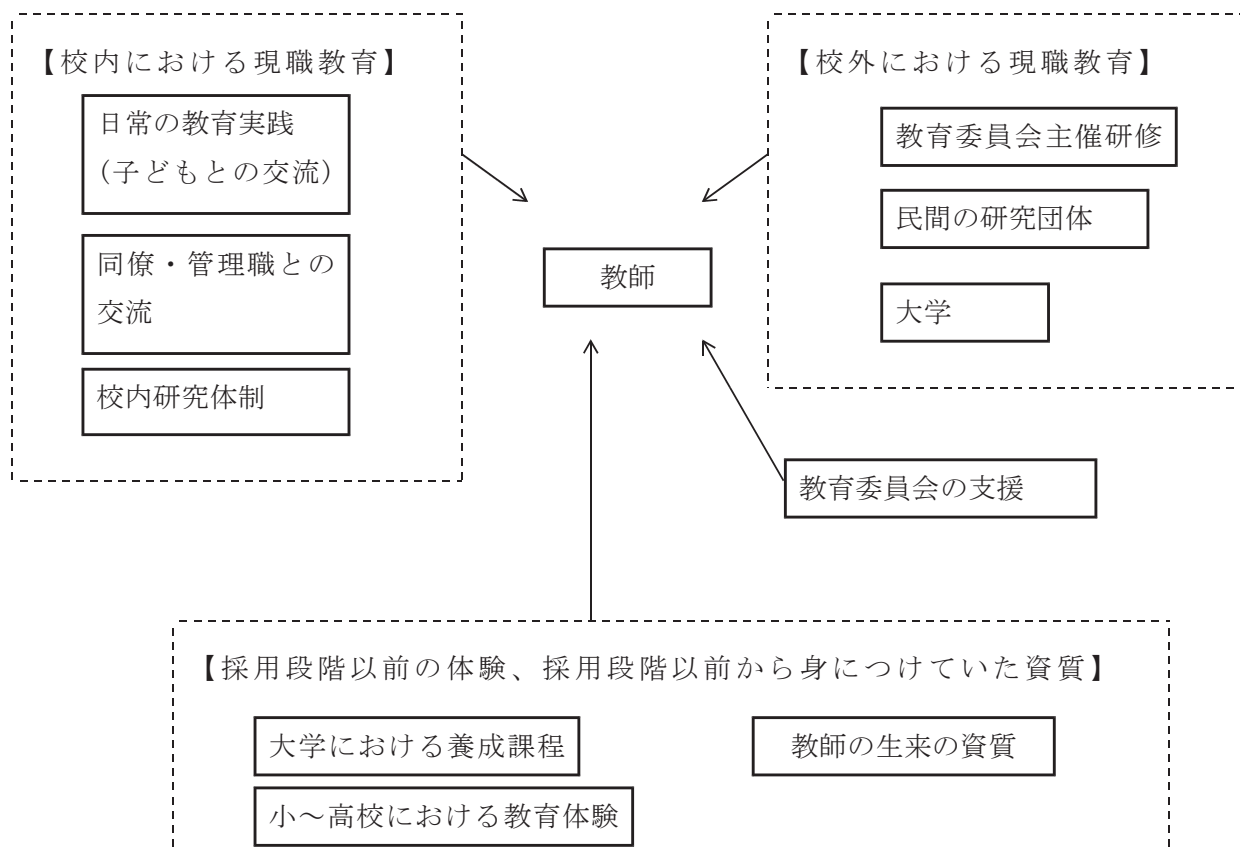 【校内における現職教育】
日常の教育実践
(子どもとの交流)
同僚・管理職との
交流
校内研究体制
【校外における現職教育】
教育委員会主催研修
民間の研究団体
大学
教師
教育委員会の支援
【採用段階以前の体験、採用段階以前から身につけていた資質】
大学における養成課程
教師の生来の資質
小～高校における教育体験